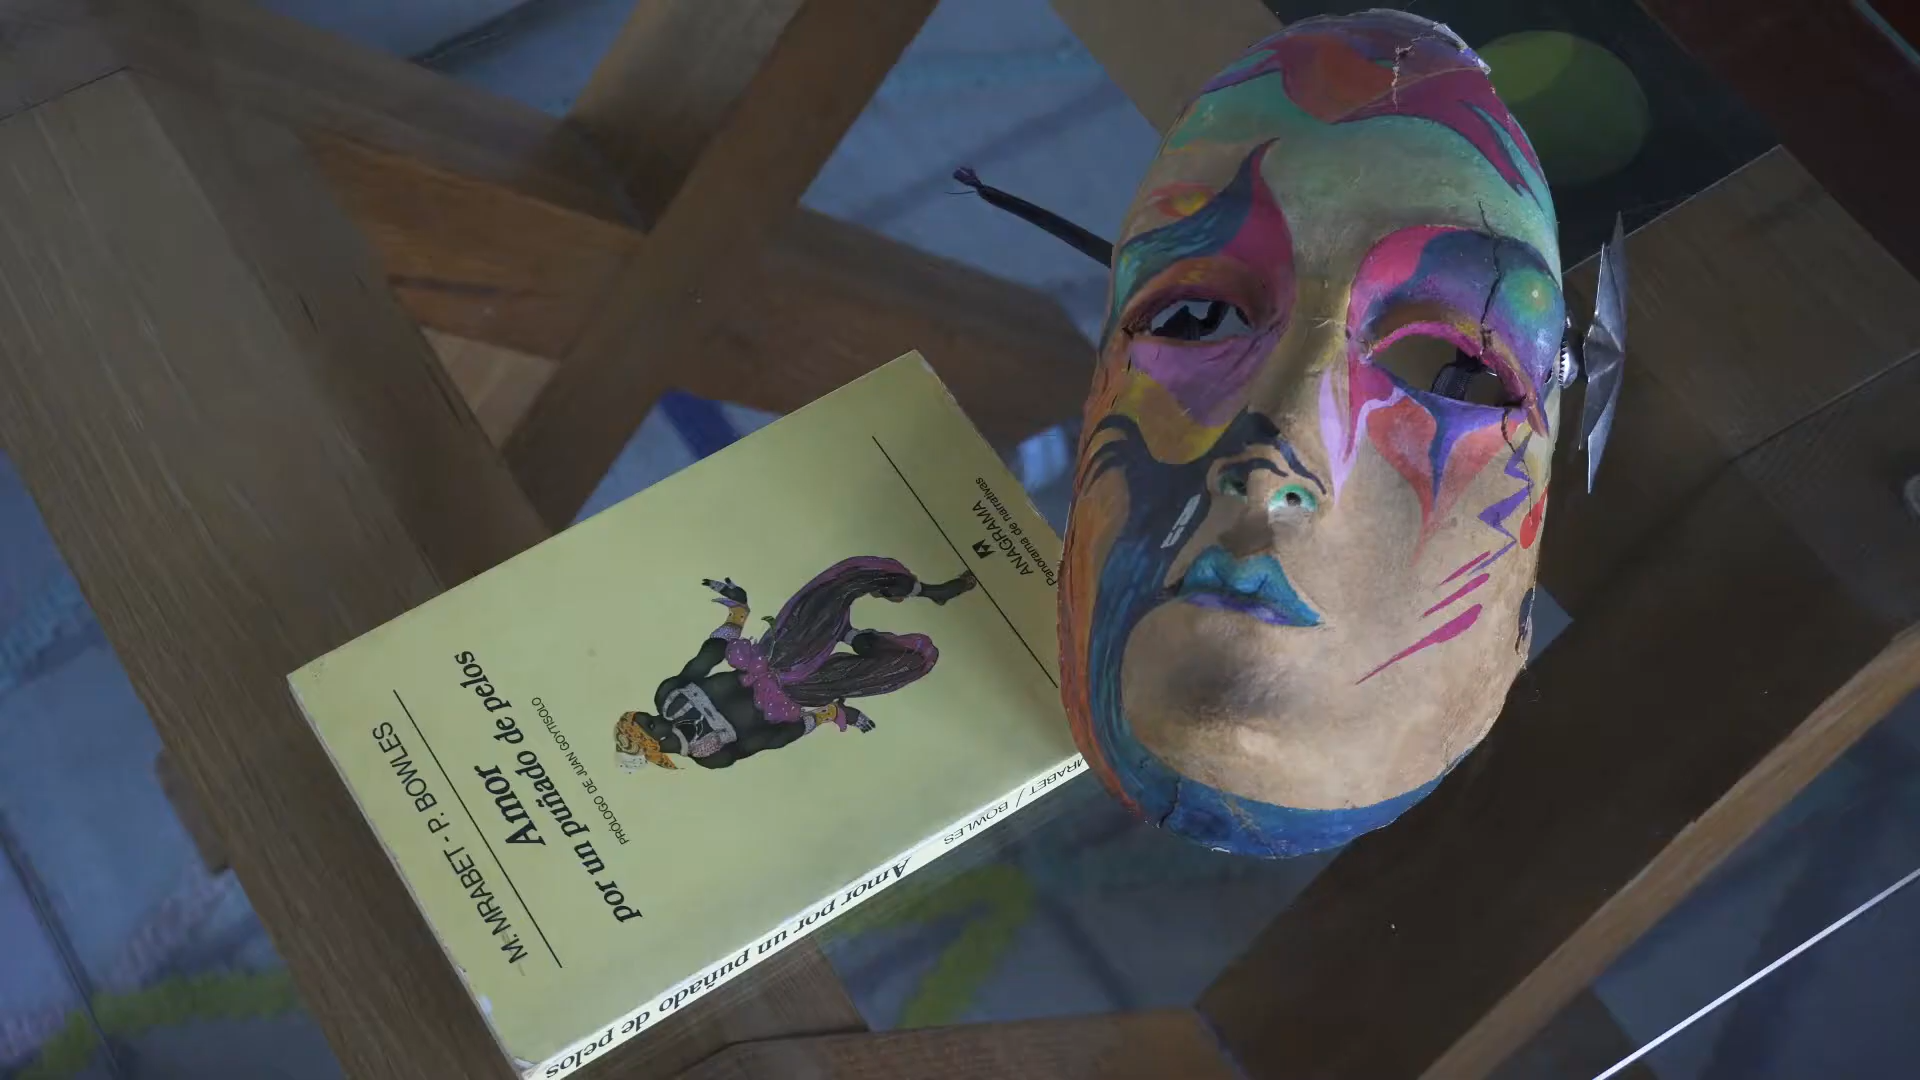 M. MRABET - P. BOWLES
Amor
por un puñado de pelos
PRÓLOGO DE JUAN GOYTISOLO
ANAGRAMA
Panorama de narrativas
MRABET / BOWLES Amor por un puñado de pelos